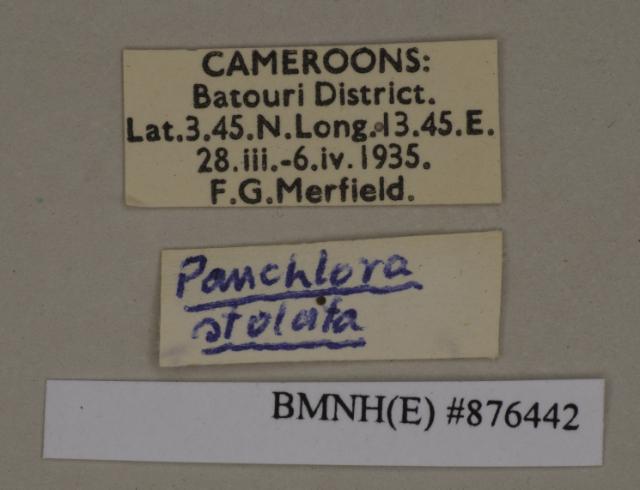 CAMEROONS:
Batouri District.
Lat.3.45.N.Long.13.45.E.
28.iii.-6.iv.1935.
F.G.Merfield.
Panchlora
stolata
BMNH(E) #876442